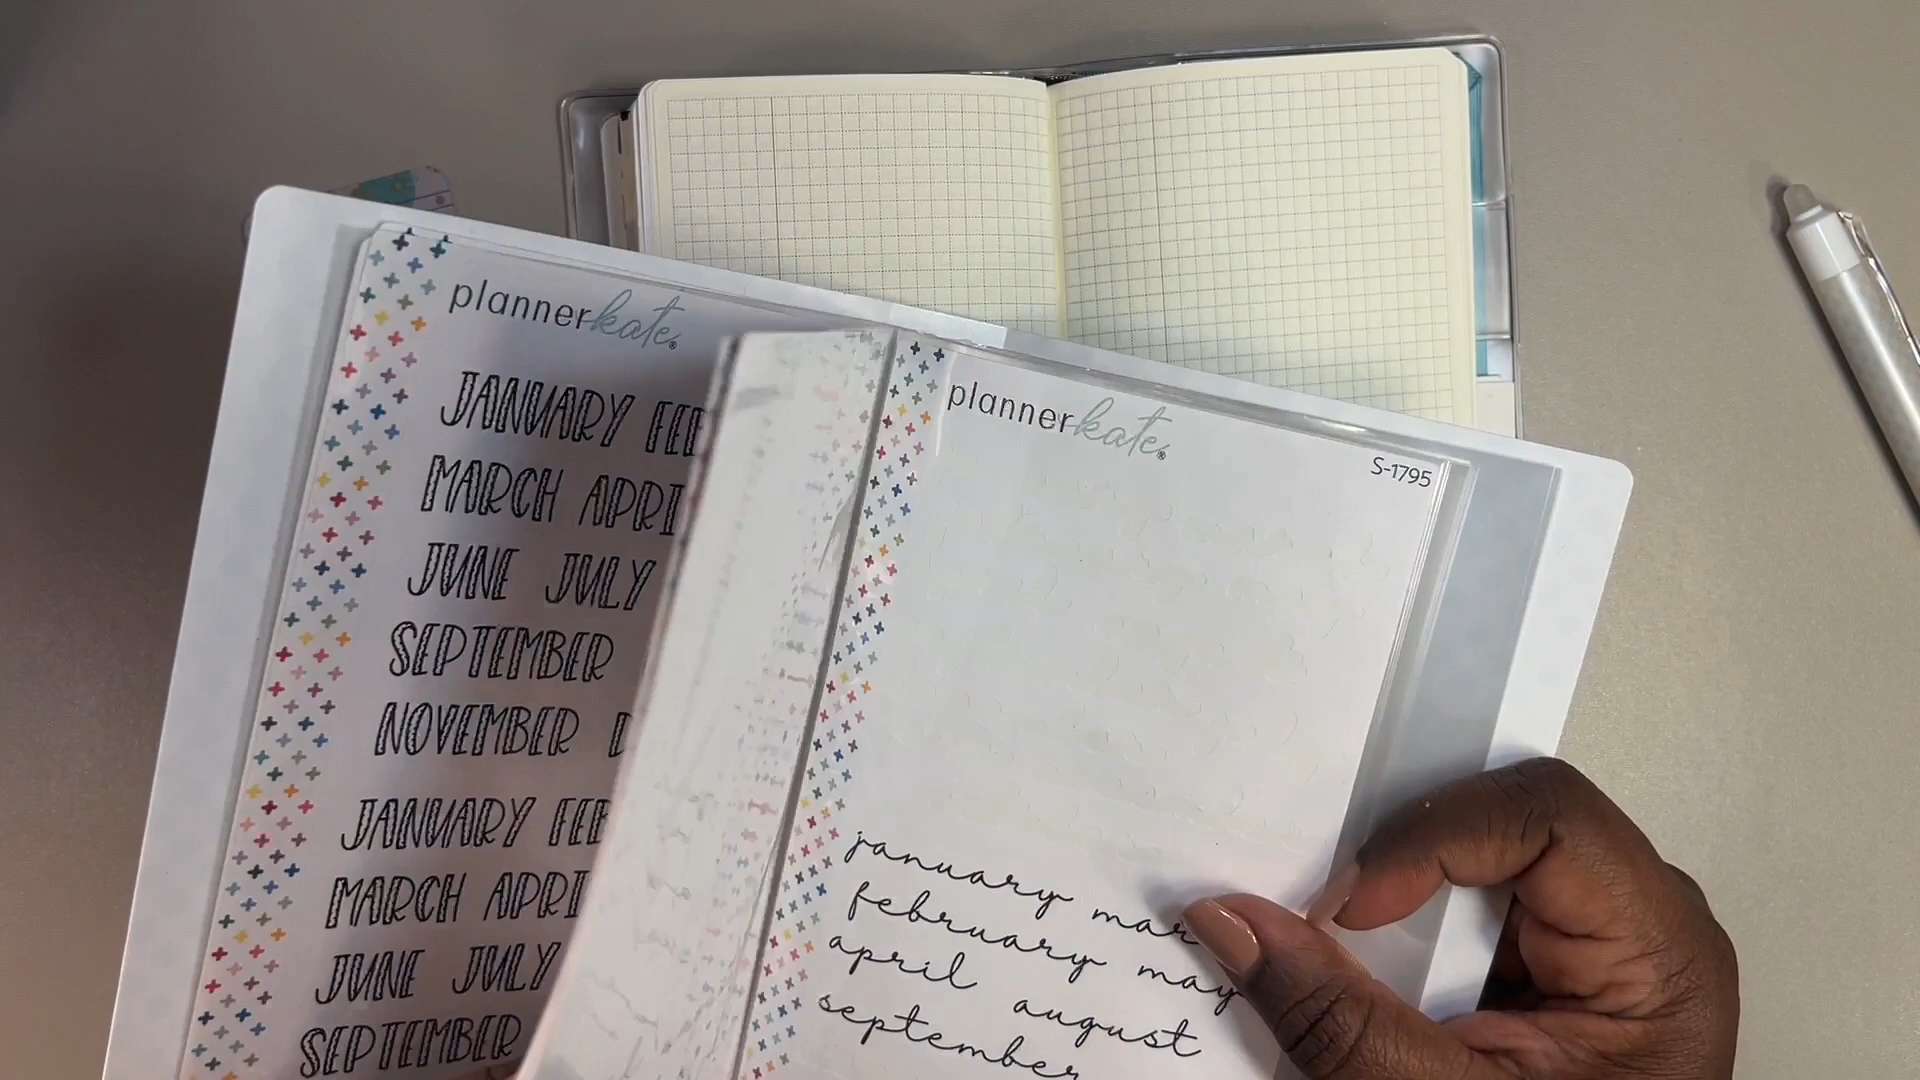 plannerkate®
JANUARY
MARCH
JUNE JULY
SEPTEMBER
NOVEMBER
JANUARY
MARCH
JUNE JULY
SEPTEMBER
plannerkate®
S-1795
january
february may
april august
september